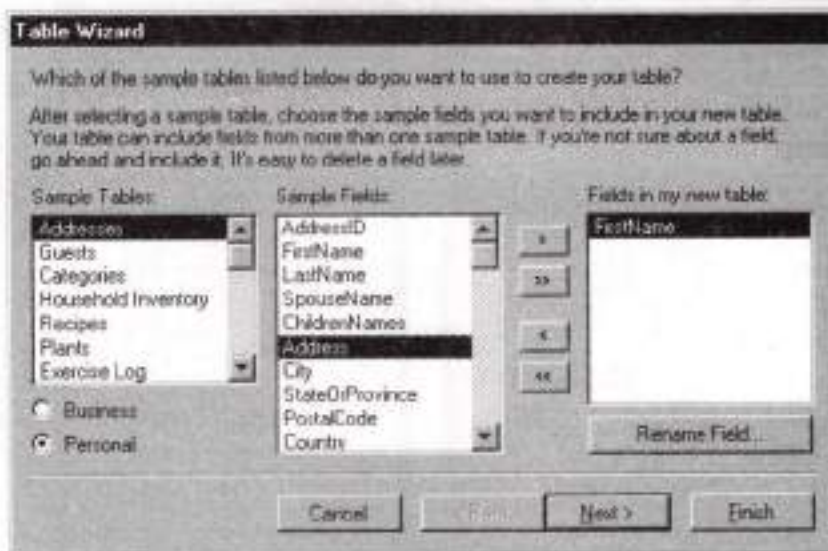 Table Wizard
Which of the sample tables listed below do you want to use to create your table?
After selecting a sample table, choose the sample fields you want to include in your new table.
Your table can include fields from more than one sample table. If you're not sure about a field,
go ahead and include it. It's easy to delete a field later.
Sample Tables:
Addresses
Guests
Categories
Household Inventory
Recipes
Plants
Exercise Log
Business
Personal
Sample Fields:
AddressID
FirstName
LastName
SpouseName
ChildrenNames
Address
City
StateOrProvince
PostalCode
Country
>
>>
<
<<
Fields in my new table:
FirstName
Rename Field...
Cancel
< Back
Next >
Finish